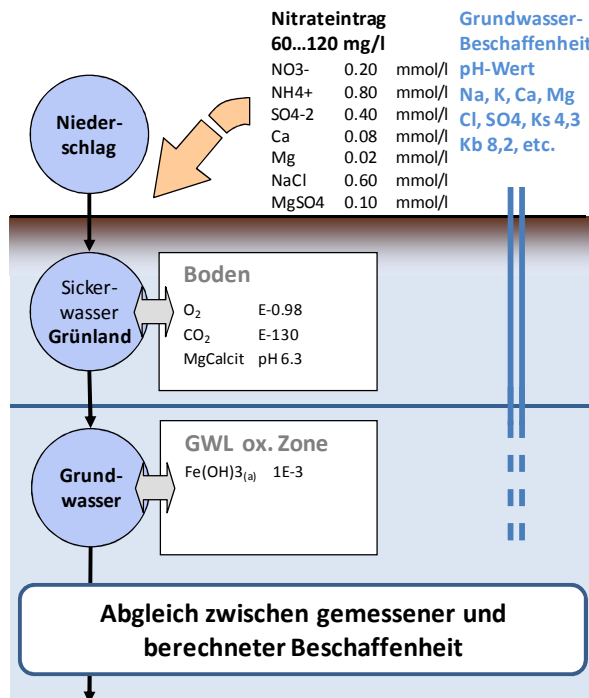 Nitrateintrag
60...120 mg/l
NO3- 0.20 mmol/l
NH4+ 0.80 mmol/l
SO4-2 0.40 mmol/l
Ca 0.08 mmol/l
Mg 0.02 mmol/l
NaCl 0.60 mmol/l
MgSO4 0.10 mmol/l
Grundwasser-
Beschaffenheit
pH-Wert
Na, K, Ca, Mg
Cl, SO4, Ks 4,3
Kb 8,2, etc.
Nieder-
schlag
Sicker-
wasser
Grünland
Boden
O₂ E-0.98
CO₂ E-130
MgCalcit pH 6.3
Grund-
wasser
GWL ox. Zone
Fe(OH)3(a) 1E-3
Abgleich zwischen gemessener und
berechneter Beschaffenheit